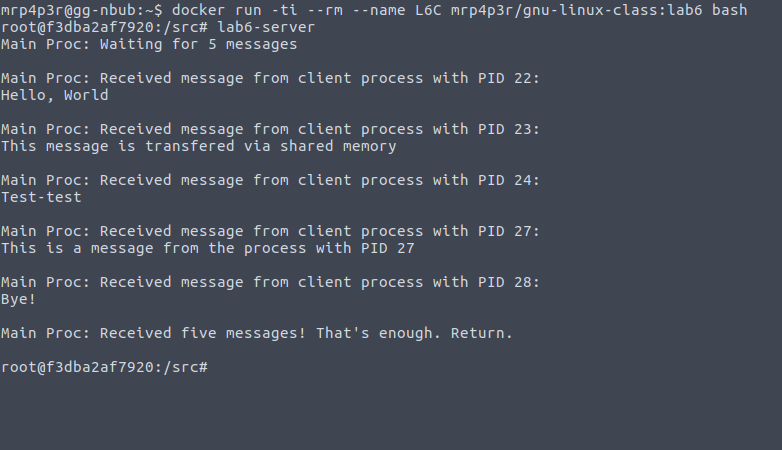 mrp4p3r@gg-nbub:~$ docker run -ti --rm --name L6C mrp4p3r/gnu-linux-class:lab6 bash
root@f3dba2af7920:/src# lab6-server
Main Proc: Waiting for 5 messages
Main Proc: Received message from client process with PID 22:
Hello, World
Main Proc: Received message from client process with PID 23:
This message is transfered via shared memory
Main Proc: Received message from client process with PID 24:
Test-test
Main Proc: Received message from client process with PID 27:
This is a message from the process with PID 27
Main Proc: Received message from client process with PID 28:
Bye!
Main Proc: Received five messages! That's enough. Return.
root@f3dba2af7920:/src#